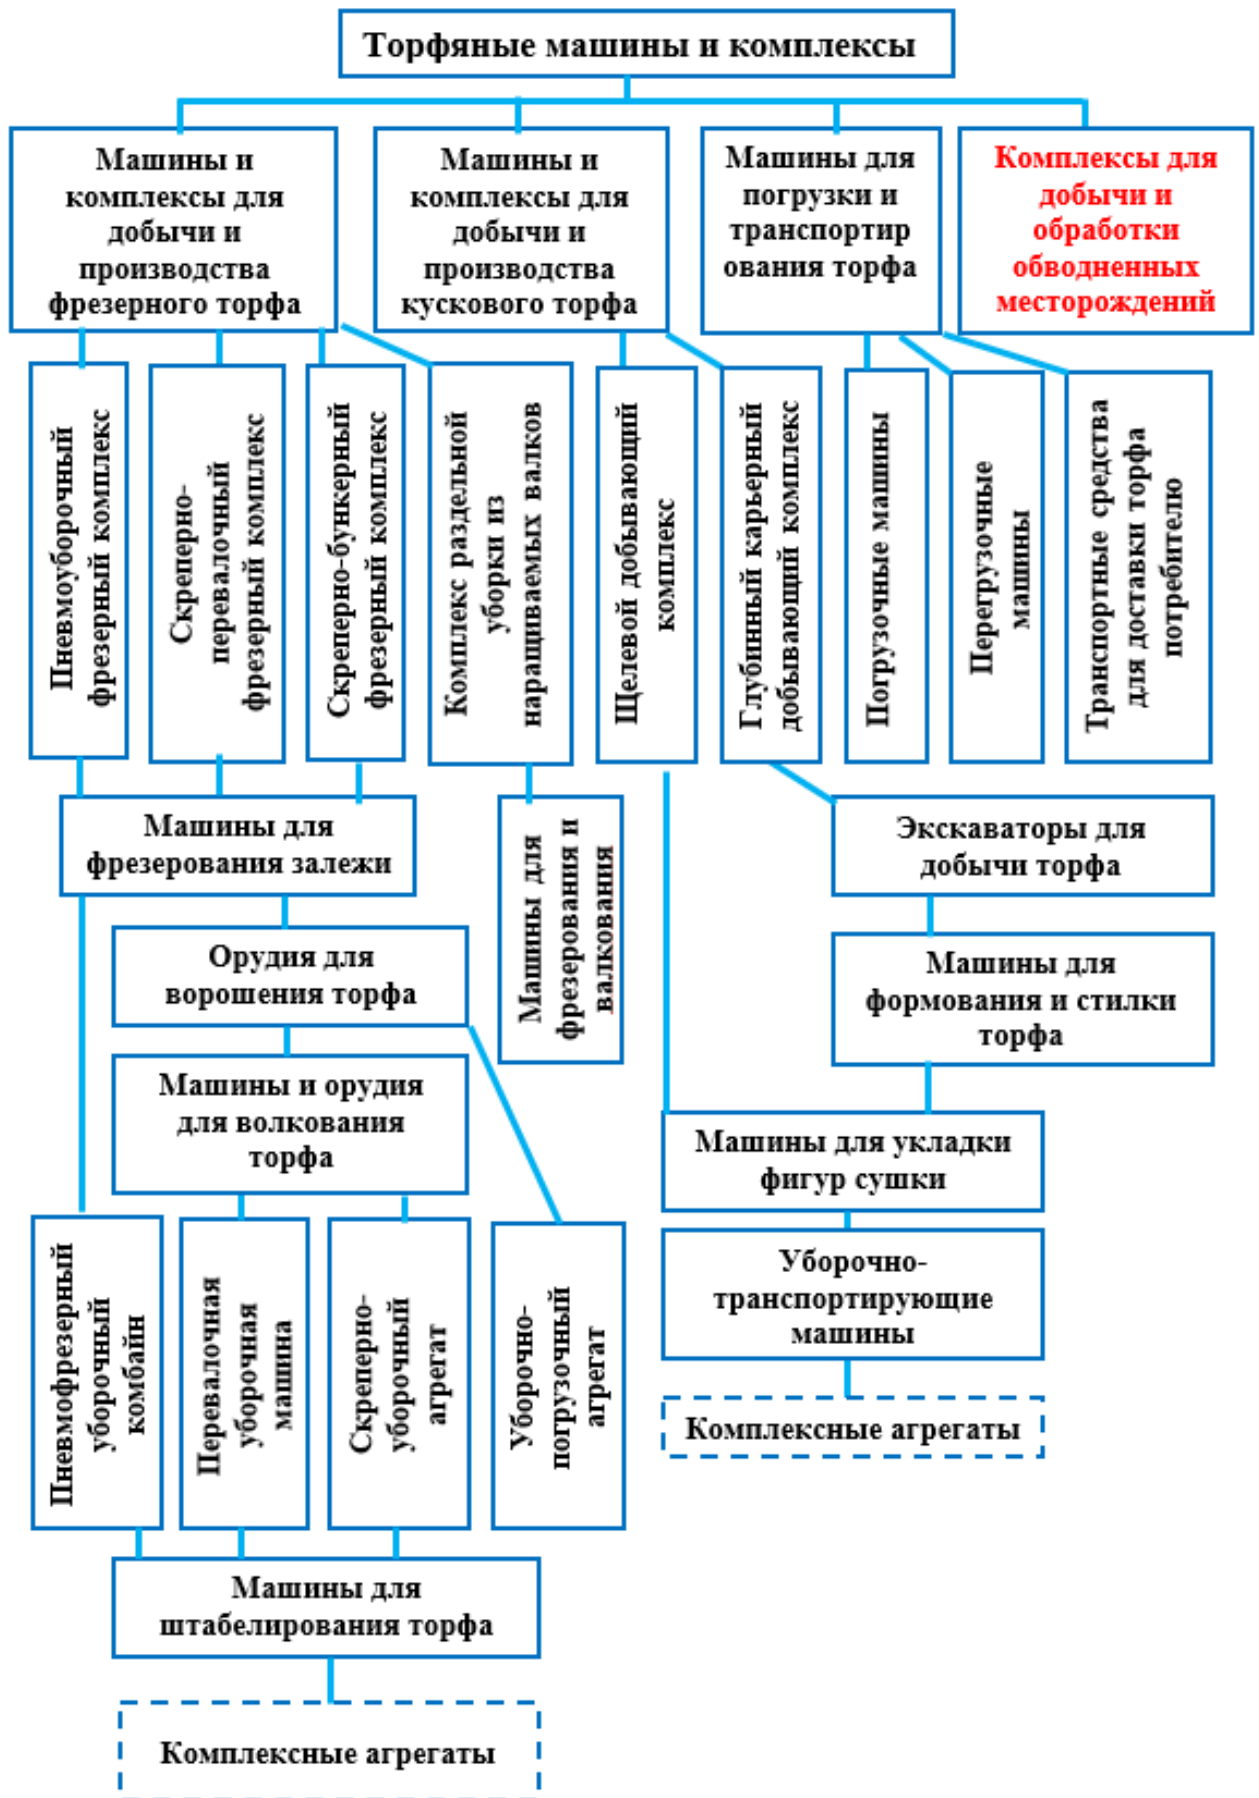 Торфяные машины и комплексы
Машины и
комплексы для
добычи и
производства
фрезерного торфа
Машины и
комплексы для
добычи и
производства
кускового торфа
Машины для
погрузки и
транспортир
ования торфа
Комплексы для
добычи и
обработки
обводненных
месторождений
Пневмоуборочный
фрезерный комплекс
Скреперно-
перевалочный
фрезерный комплекс
Скреперно-бункерный
фрезерный комплекс
Комплекс раздельной
уборки из
наращиваемых валков
Щелевой добывающий
комплекс
Глубинный карьерный
добывающий комплекс
Погрузочные машины
Перегрузочные
машины
Транспортные средства
для доставки торфа
потребителю
Машины для
фрезерования залежи
Машины для
фрезерования и
валкования
Экскаваторы для
добычи торфа
Орудия для
ворошения торфа
Машины для
формования и стилки
торфа
Машины и орудия
для волкования
торфа
Машины для укладки
фигур сушки
Пневмофрезерный
уборочный
комбайн
Перевалочная
уборочная
машина
Скреперно-
уборочный
агрегат
Уборочно-
погрузочный
агрегат
Уборочно-
транспортирующие
машины
Комплексные агрегаты
Машины для
штабелирования торфа
Комплексные агрегаты